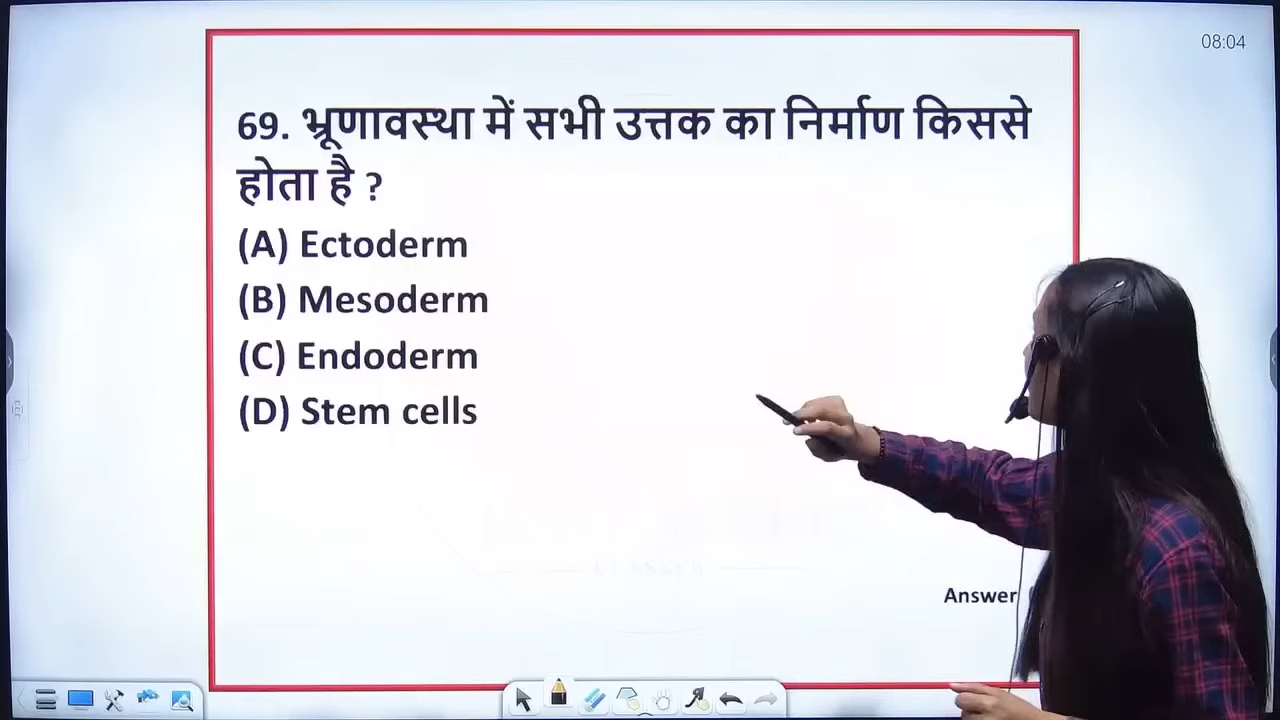 08:04
69. भ्रूणावस्था में सभी उत्तक का निर्माण किससे
होता है ?
(A) Ectoderm
(B) Mesoderm
(C) Endoderm
(D) Stem cells
Answer